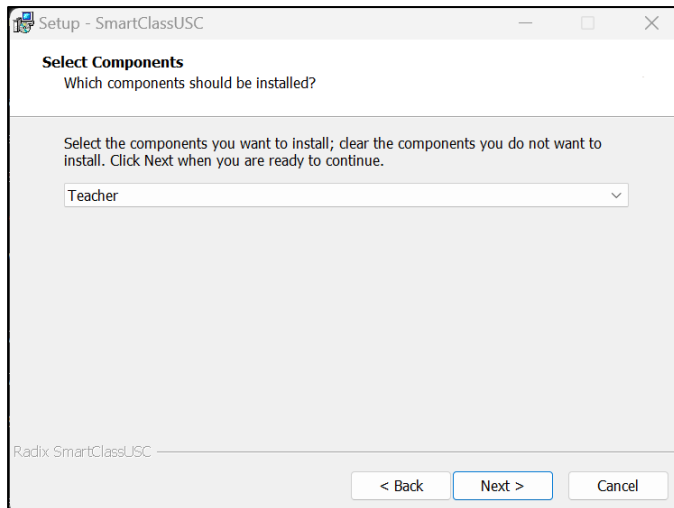 Setup - SmartClassUSC
Select Components
Which components should be installed?
Select the components you want to install; clear the components you do not want to
install. Click Next when you are ready to continue.
Teacher
Radix SmartClassUSC
< Back
Next >
Cancel